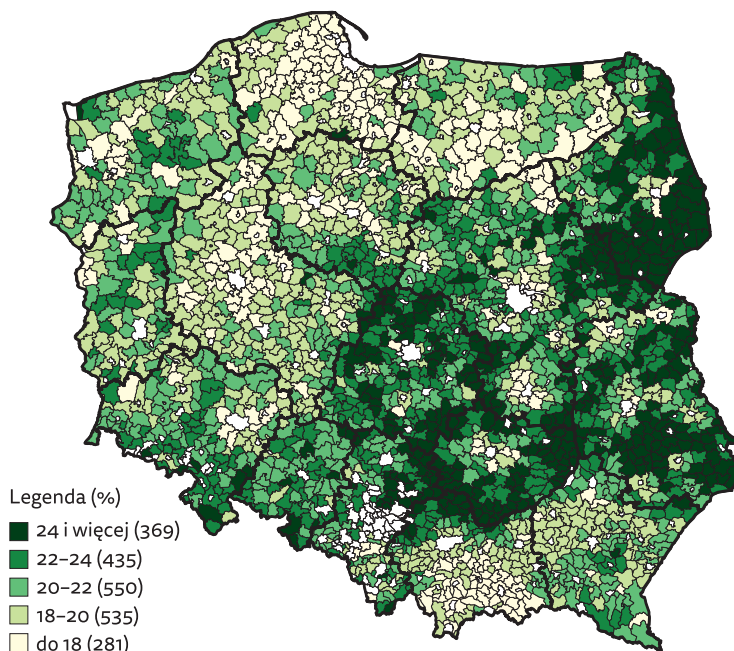 Legenda (%)
24 i więcej (369)
22–24 (435)
20–22 (550)
18–20 (535)
do 18 (281)